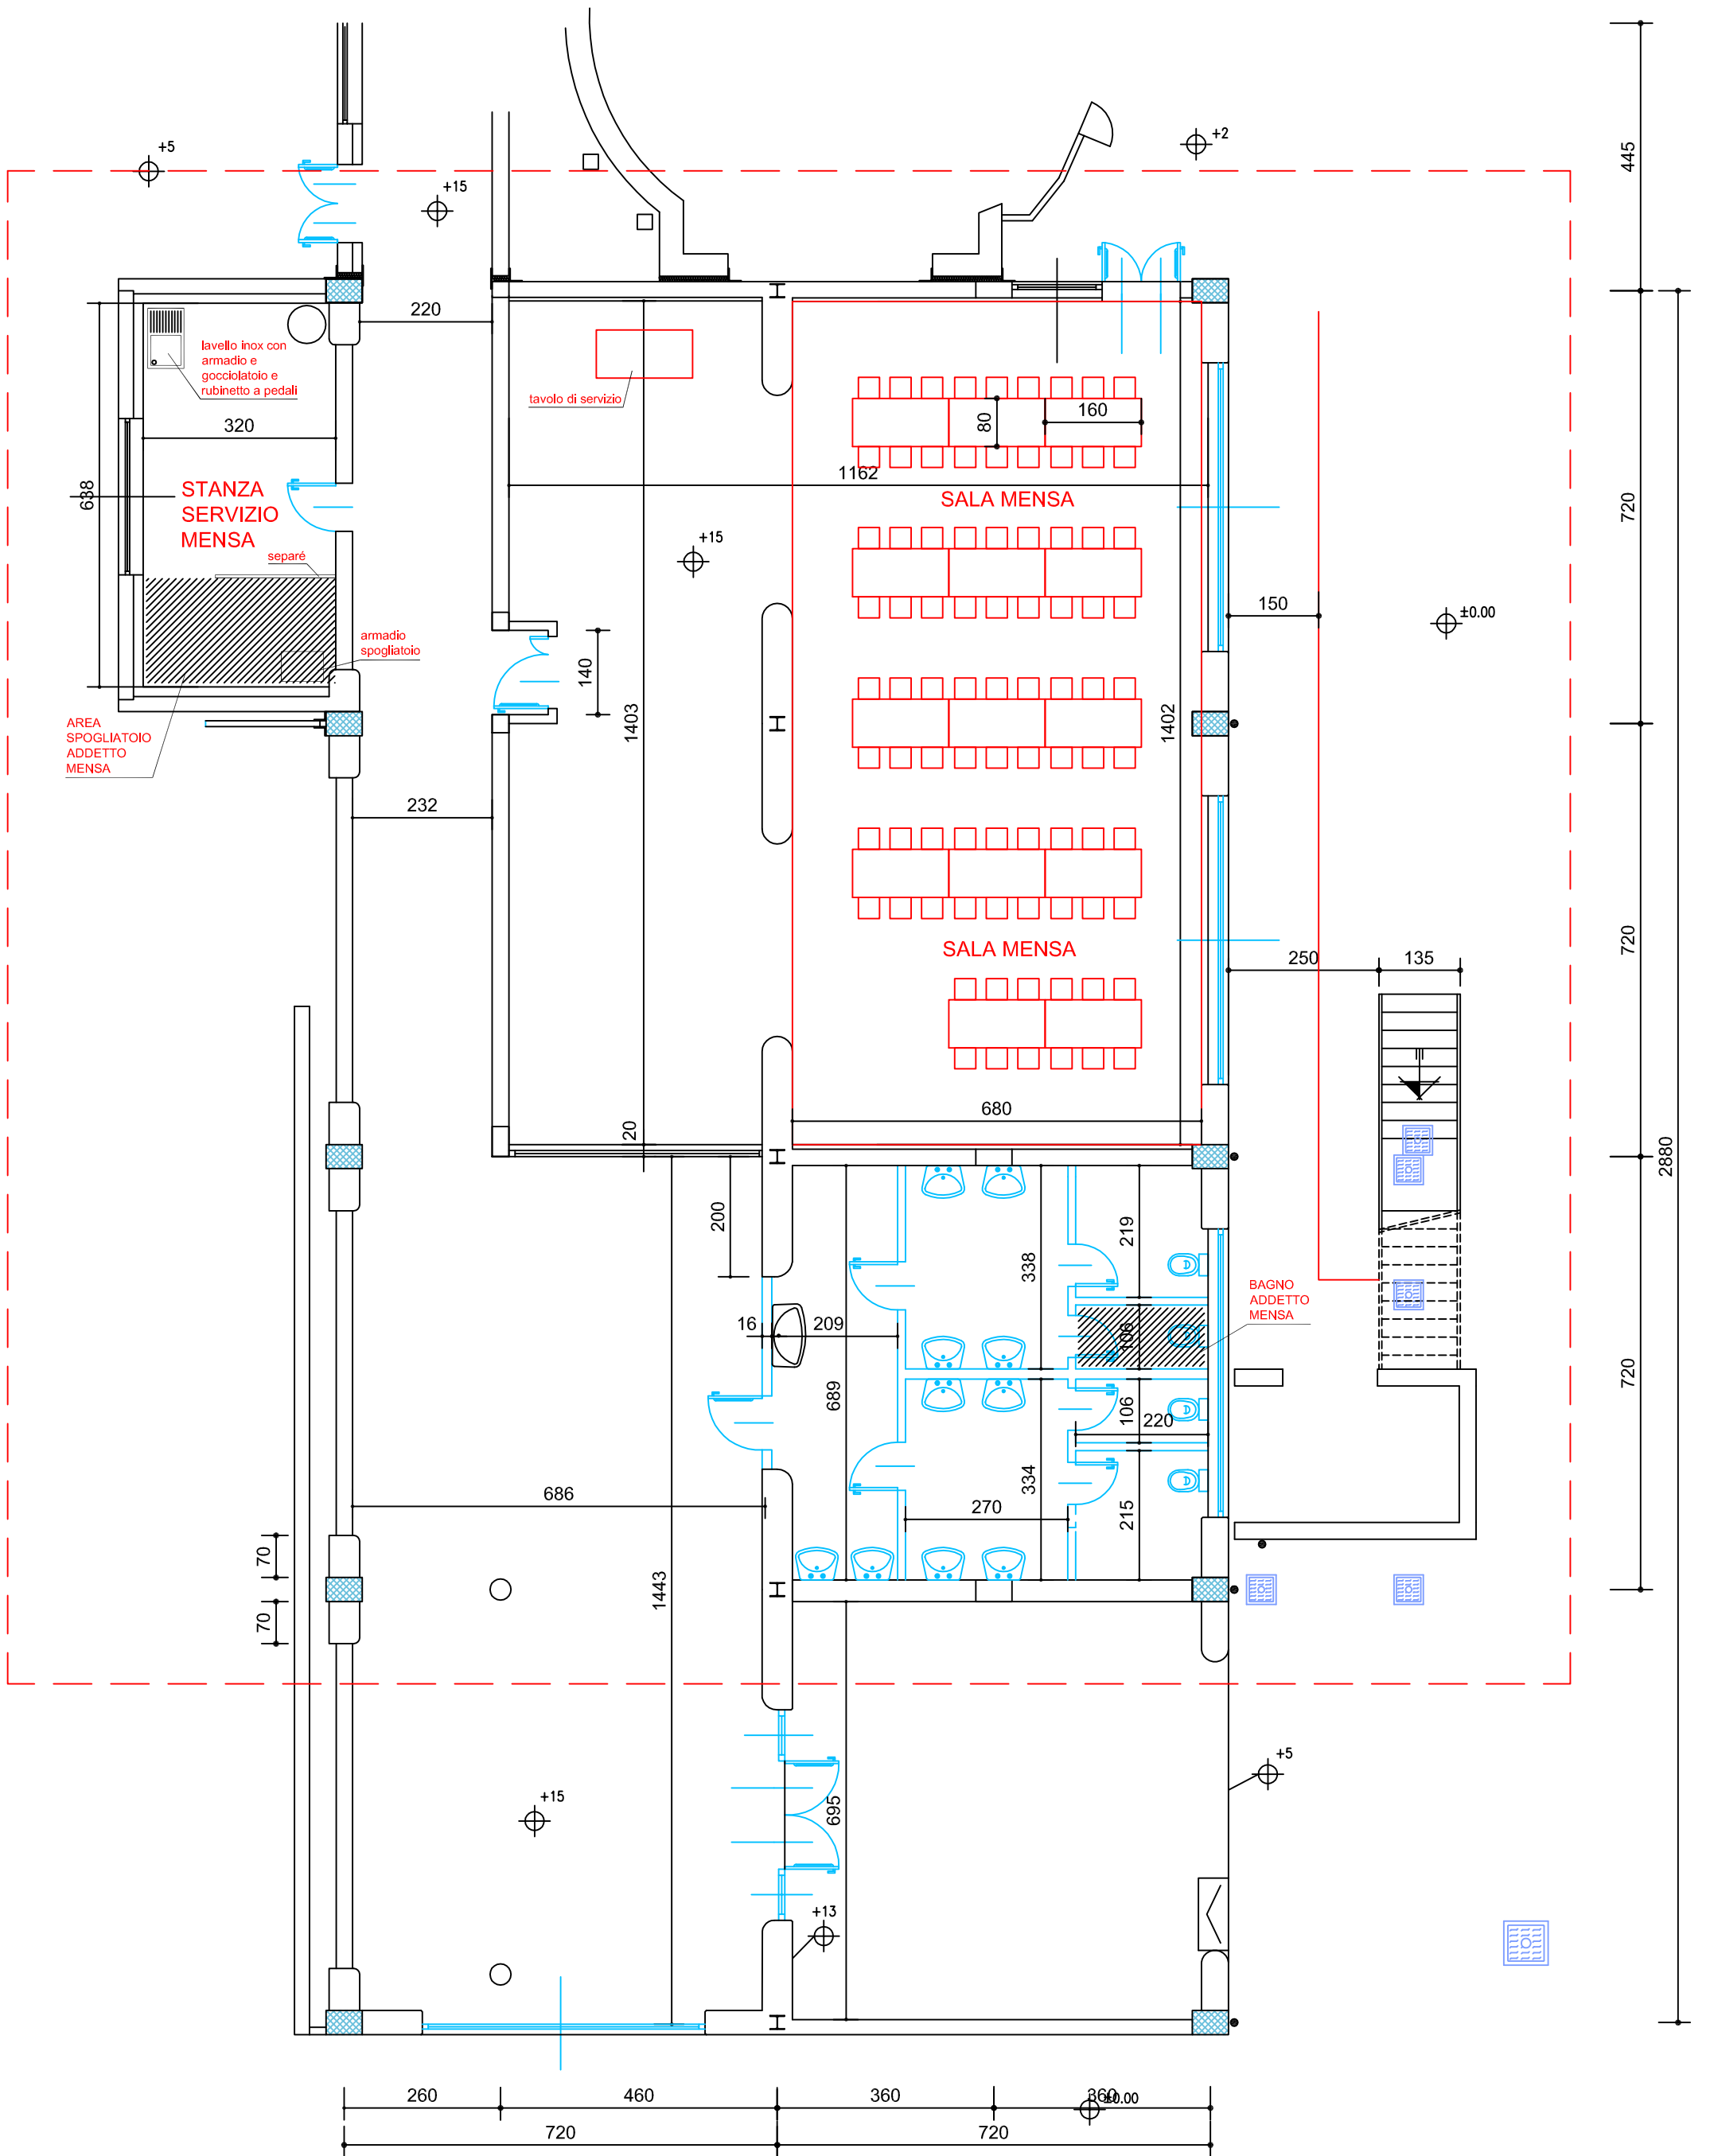 +5
+2
+15
445
220
lavello inox con
armadio e
gocciolatoio e
rubinetto a pedali
tavolo di servizio
320
80
160
1162
638
STANZA
SERVIZIO
MENSA
SALA MENSA
720
separé
+15
150
±0.00
armadio
spogliatoio
140
1403
1402
AREA
SPOGLIATOIO
ADDETTO
MENSA
232
720
SALA MENSA
250
135
680
20
2880
200
219
338
BAGNO
ADDETTO
MENSA
16
209
106
689
106
220
720
334
686
270
215
70
1443
70
+5
+15
695
+13
260
460
360
360
±0.00
720
720